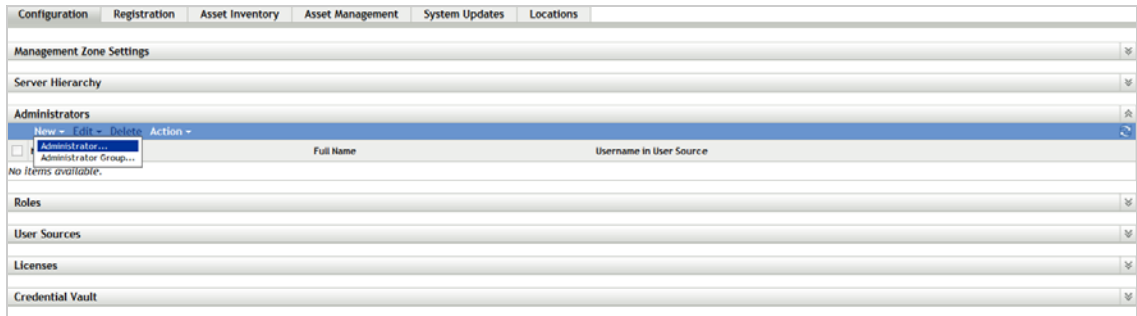 Configuration Registration Asset Inventory Asset Management System Updates Locations
Management Zone Settings
Server Hierarchy
Administrators
New Edit Delete Action
Administrator...
Full Name Username in User Source
Administrator Group...
No items available.
Roles
User Sources
Licenses
Credential Vault